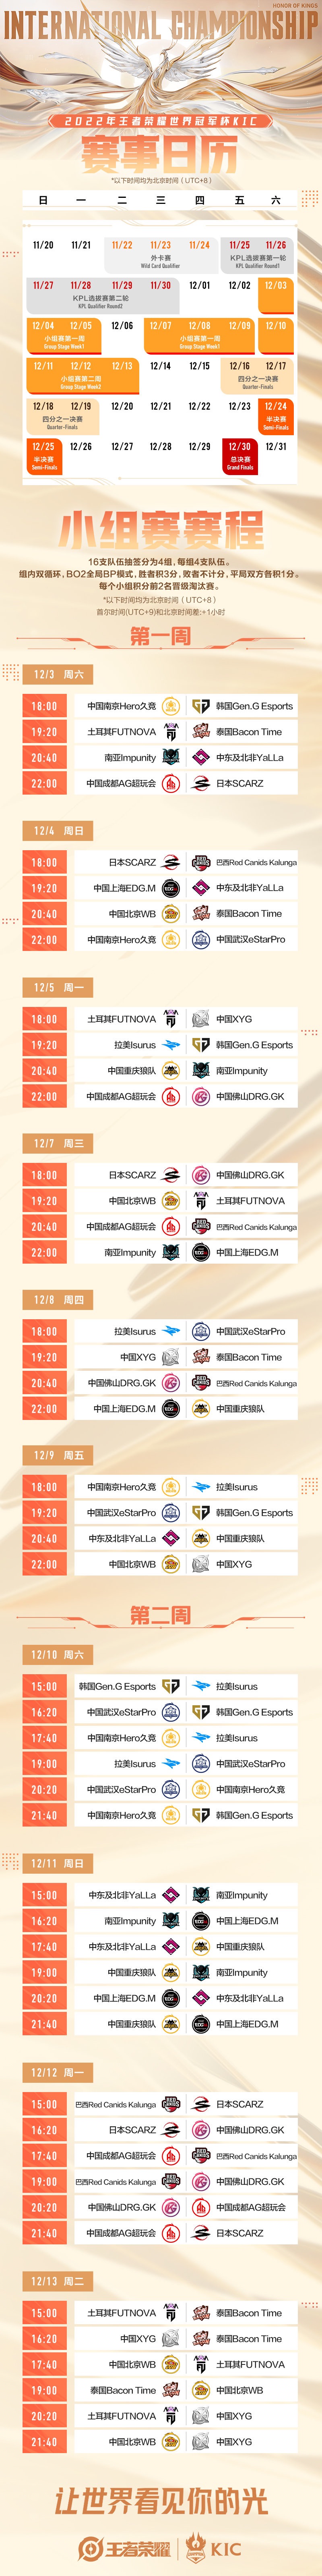 HONOR OF KINGS
INTERNATIONAL CHAMPIONSHIP
2022年王者荣耀世界冠军杯KIC
赛事日历
*以下时间均为北京时间（UTC+8）
日 一 二 三 四 五 六
11/20 11/21 11/22 11/23 11/24 11/25 11/26
外卡赛 KPL选拔赛第一轮
Wild Card Qualifier KPL Qualifier Round1
11/27 11/28 11/29 11/30 12/01 12/02 12/03
KPL选拔赛第二轮
KPL Qualifier Round2
12/04 12/05 12/06 12/07 12/08 12/09 12/10
小组赛第一周 小组赛第一周
Group Stage Week1 Group Stage Week1
12/11 12/12 12/13 12/14 12/15 12/16 12/17
小组赛第二周 四分之一决赛
Group Stage Week2 Quarter-Finals
12/18 12/19 12/20 12/21 12/22 12/23 12/24
四分之一决赛 半决赛
Quarter-Finals Semi-Finals
12/25 12/26 12/27 12/28 12/29 12/30 12/31
半决赛 总决赛
Semi-Finals Grand Finals
小组赛赛程
16支队伍抽签分为4组，每组4支队伍。
组内双循环，BO2全局BP模式，胜者积3分，败者不计分，平局双方各积1分。
每个小组积分前2名晋级淘汰赛。
*以下时间均为北京时间（UTC+8）
首尔时间(UTC+9)和北京时间差:+1小时
第一周
12/3 周六
18:00 中国南京Hero久竞 韩国Gen.G Esports
19:20 土耳其FUTNOVA 泰国Bacon Time
20:40 南亚Impunity 中东及北非YaLLa
22:00 中国成都AG超玩会 日本SCARZ
12/4 周日
18:00 日本SCARZ 巴西Red Canids Kalunga
19:20 中国上海EDG.M 中东及北非YaLLa
20:40 中国北京WB 泰国Bacon Time
22:00 中国南京Hero久竞 中国武汉eStarPro
12/5 周一
18:00 土耳其FUTNOVA 中国XYG
19:20 拉美Isurus 韩国Gen.G Esports
20:40 中国重庆狼队 南亚Impunity
22:00 中国成都AG超玩会 中国佛山DRG.GK
12/7 周三
18:00 日本SCARZ 中国佛山DRG.GK
19:20 中国北京WB 土耳其FUTNOVA
20:40 中国成都AG超玩会 巴西Red Canids Kalunga
22:00 南亚Impunity 中国上海EDG.M
12/8 周四
18:00 拉美Isurus 中国武汉eStarPro
19:20 中国XYG 泰国Bacon Time
20:40 中国佛山DRG.GK 巴西Red Canids Kalunga
22:00 中国上海EDG.M 中国重庆狼队
12/9 周五
18:00 中国南京Hero久竞 拉美Isurus
19:20 中国武汉eStarPro 韩国Gen.G Esports
20:40 中东及北非YaLLa 中国重庆狼队
22:00 中国北京WB 中国XYG
第二周
12/10 周六
15:00 韩国Gen.G Esports 拉美Isurus
16:20 中国武汉eStarPro 韩国Gen.G Esports
17:40 中国南京Hero久竞 拉美Isurus
19:00 拉美Isurus 中国武汉eStarPro
20:20 中国武汉eStarPro 中国南京Hero久竞
21:40 中国南京Hero久竞 韩国Gen.G Esports
12/11 周日
15:00 中东及北非YaLLa 南亚Impunity
16:20 南亚Impunity 中国上海EDG.M
17:40 中东及北非YaLLa 中国重庆狼队
19:00 中国重庆狼队 南亚Impunity
20:20 中国上海EDG.M 中东及北非YaLLa
21:40 中国重庆狼队 中国上海EDG.M
12/12 周一
15:00 巴西Red Canids Kalunga 日本SCARZ
16:20 日本SCARZ 中国佛山DRG.GK
17:40 中国成都AG超玩会 巴西Red Canids Kalunga
19:00 巴西Red Canids Kalunga 中国佛山DRG.GK
20:20 中国佛山DRG.GK 中国成都AG超玩会
21:40 中国成都AG超玩会 日本SCARZ
12/13 周二
15:00 土耳其FUTNOVA 泰国Bacon Time
16:20 中国XYG 泰国Bacon Time
17:40 中国北京WB 土耳其FUTNOVA
19:00 泰国Bacon Time 中国北京WB
20:20 土耳其FUTNOVA 中国XYG
21:40 中国北京WB 中国XYG
让世界看见你的光
王者荣耀 KIC